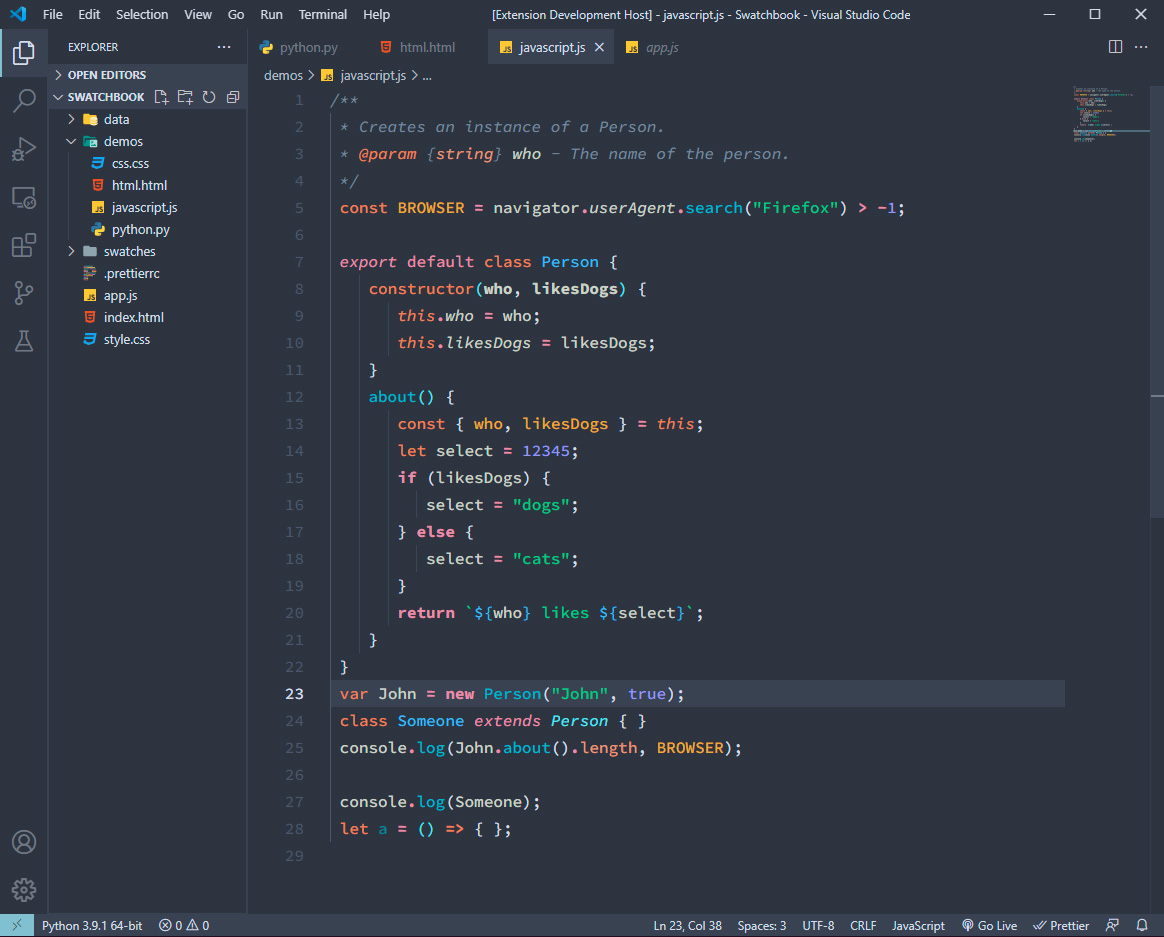 File Edit Selection View Go Run Terminal Help [Extension Development Host] - javascript.js - Swatchbook - Visual Studio Code
EXPLORER
OPEN EDITORS
SWATCHBOOK
data
demos
css.css
html.html
javascript.js
python.py
swatches
.prettierrc
app.js
index.html
style.css
python.py html.html javascript.js app.js
demos > javascript.js > ...
1 /**
2 * Creates an instance of a Person.
3 * @param {string} who - The name of the person.
4 */
5 const BROWSER = navigator.userAgent.search("Firefox") > -1;
6
7 export default class Person {
8 constructor(who, likesDogs) {
9 this.who = who;
10 this.likesDogs = likesDogs;
11 }
12 about() {
13 const { who, likesDogs } = this;
14 let select = 12345;
15 if (likesDogs) {
16 select = "dogs";
17 } else {
18 select = "cats";
19 }
20 return `${who} likes ${select}`;
21 }
22 }
23 var John = new Person("John", true);
24 class Someone extends Person { }
25 console.log(John.about().length, BROWSER);
26
27 console.log(Someone);
28 let a = () => { };
29
Python 3.9.1 64-bit 0 0 Ln 23, Col 38 Spaces: 3 UTF-8 CRLF JavaScript Go Live Prettier